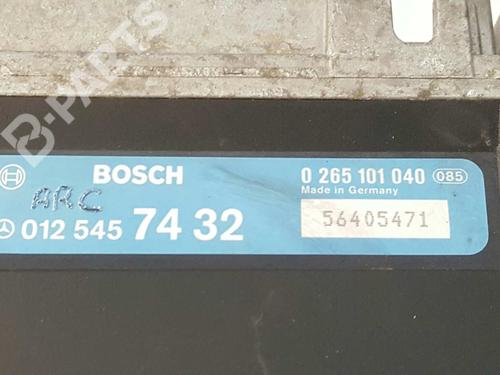 B-PARTS
BOSCH
0 265 101 040 085
Made in Germany
ARC
012 545 74 32
56405471